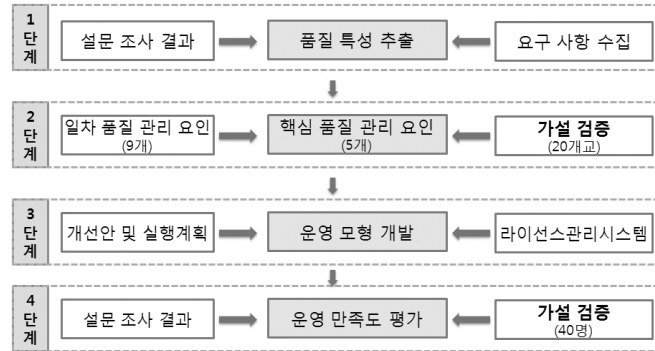 1
단
계
설문 조사 결과
품질 특성 추출
요구 사항 수집
2
단
계
일차 품질 관리 요인
(9개)
핵심 품질 관리 요인
(5개)
가설 검증
(20개교)
3
단
계
개선안 및 실행계획
운영 모형 개발
라이선스관리시스템
4
단
계
설문 조사 결과
운영 만족도 평가
가설 검증
(40명)